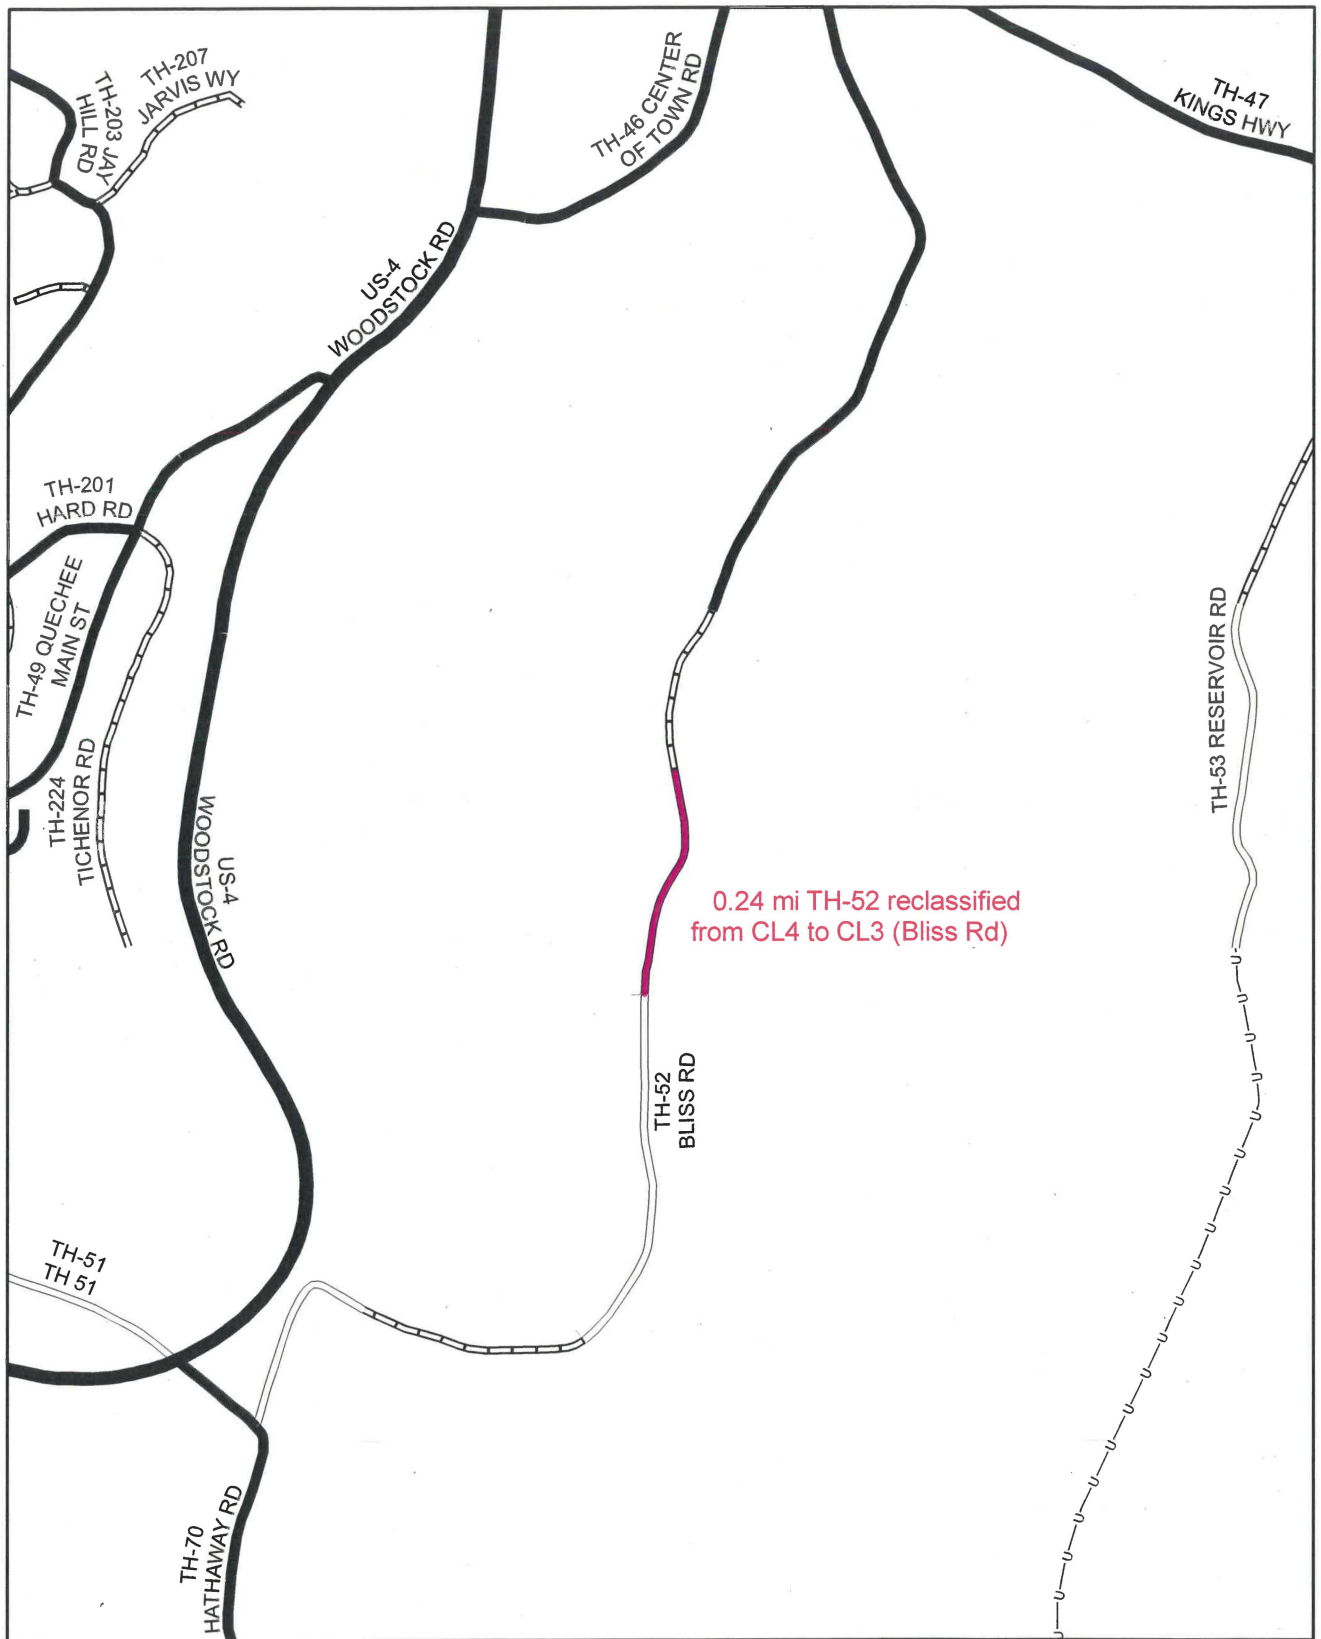 TH-207
JARVIS WY
TH-203 JAY
HILL RD
TH-46 CENTER
OF TOWN RD
TH-47
KINGS HWY
US-4
WOODSTOCK RD
TH-201
HARD RD
TH-49 QUECHEE
MAIN ST
TH-224
TICHENOR RD
US-4
WOODSTOCK RD
TH-53 RESERVOIR RD
0.24 mi TH-52 reclassified
from CL4 to CL3 (Bliss Rd)
TH-52
BLISS RD
TH-51
TH 51
TH-70
HATHAWAY RD